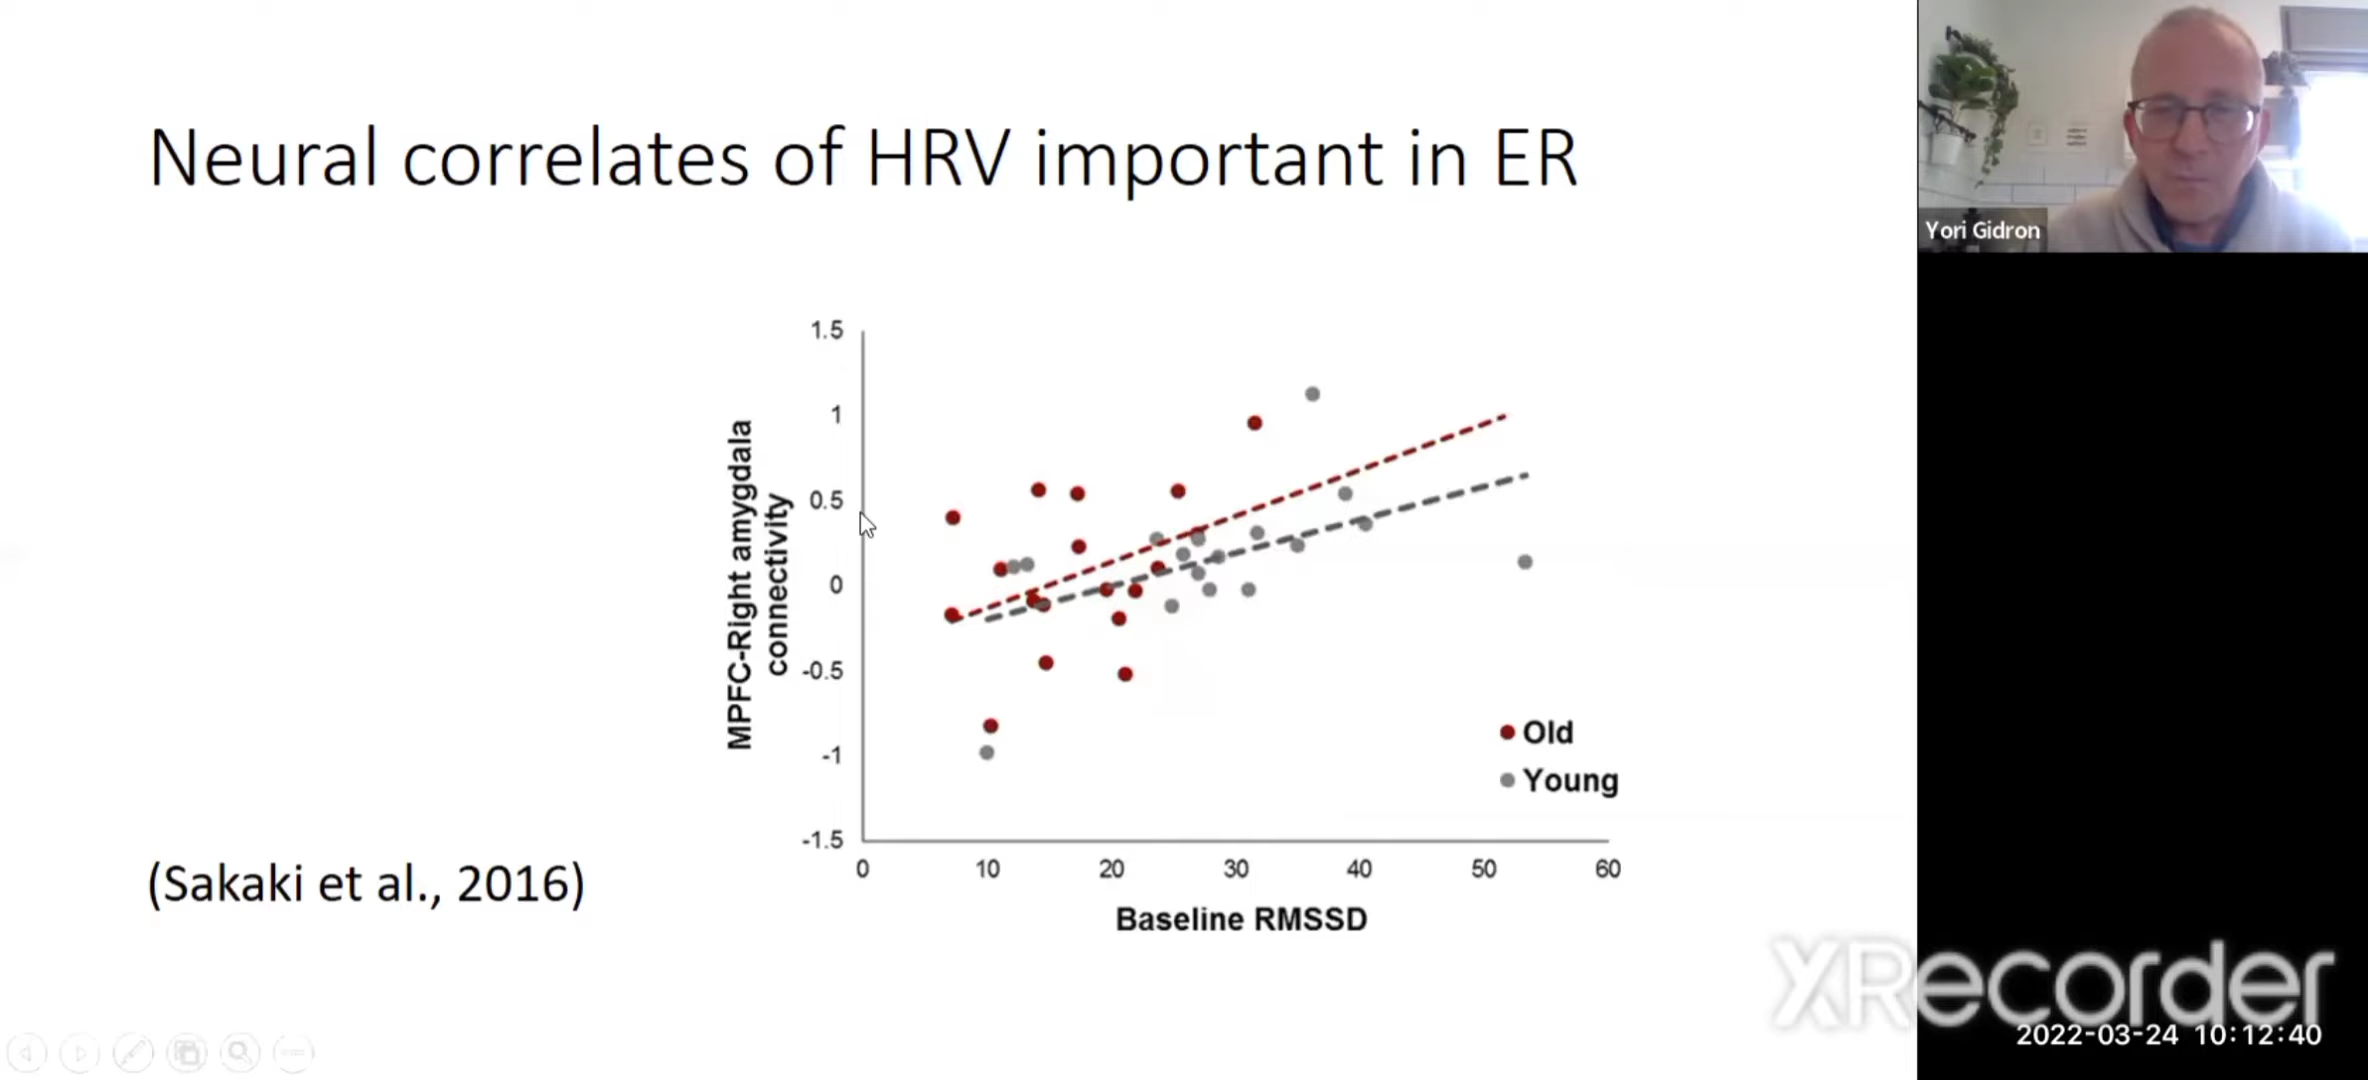 Neural correlates of HRV important in ER
Yori Gidron
1.5
1
0.5
0
-0.5
-1
-1.5
MPFC-Right amygdala
connectivity
0 10 20 30 40 50 60
Baseline RMSSD
Old
Young
(Sakaki et al., 2016)
XRecorder
2022-03-24 10:12:40